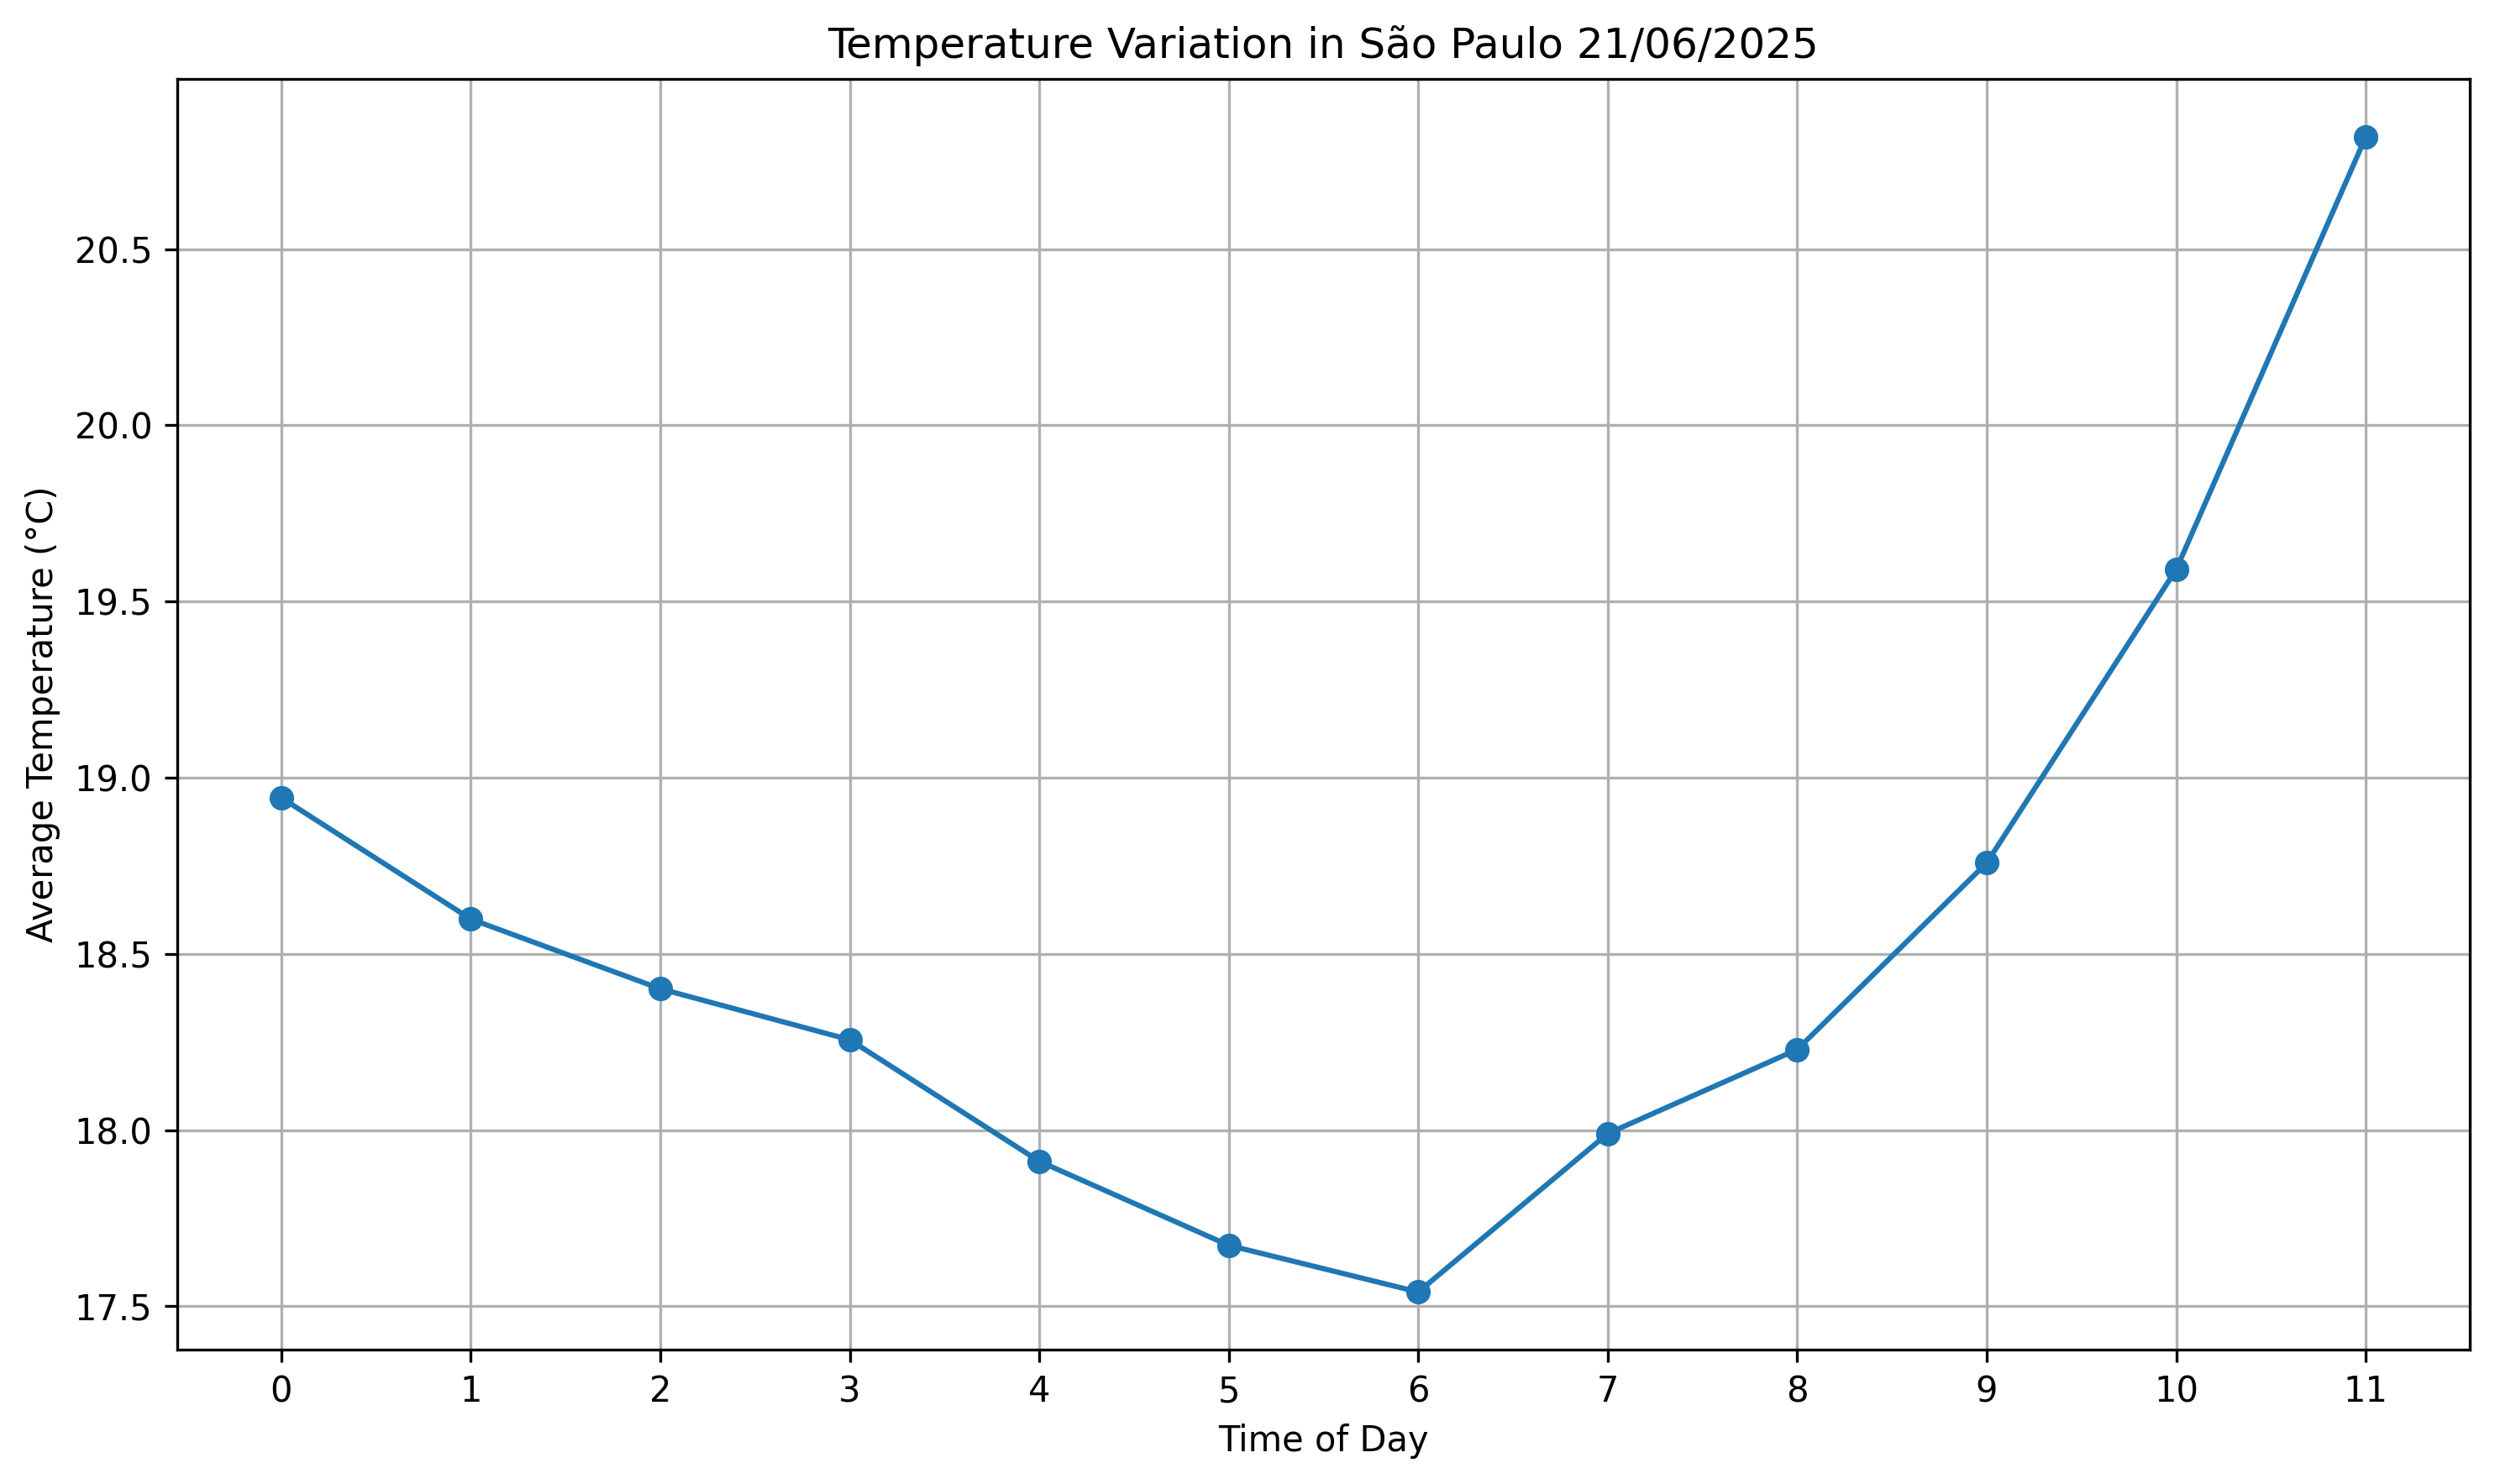 Temperature Variation in São Paulo 21/06/2025
Average Temperature (°C)
20.5
20.0
19.5
19.0
18.5
18.0
17.5
0 1 2 3 4 5 6 7 8 9 10 11
Time of Day